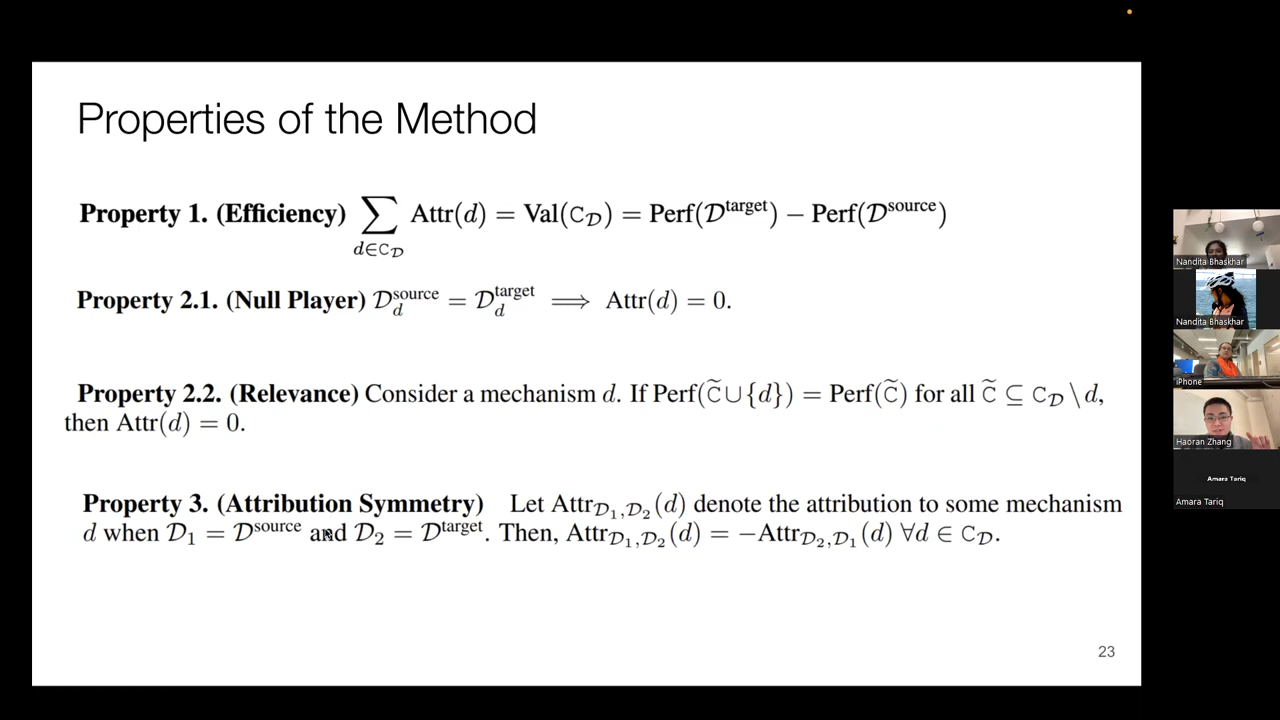 Properties of the Method
Property 1. (Efficiency) ∑_{d∈C_𝒟} Attr(d) = Val(C_𝒟) = Perf(𝒟^target) − Perf(𝒟^source)
Property 2.1. (Null Player) 𝒟_d^source = 𝒟_d^target ⟹ Attr(d) = 0.
Property 2.2. (Relevance) Consider a mechanism d. If Perf(C̃ ∪ {d}) = Perf(C̃) for all C̃ ⊆ C_𝒟 \ d,
then Attr(d) = 0.
Property 3. (Attribution Symmetry) Let Attr_{𝒟_1,𝒟_2}(d) denote the attribution to some mechanism
d when 𝒟_1 = 𝒟^source and 𝒟_2 = 𝒟^target. Then, Attr_{𝒟_1,𝒟_2}(d) = −Attr_{𝒟_2,𝒟_1}(d) ∀d ∈ C_𝒟.
23
Nandita Bhaskhar
Nandita Bhaskhar
iPhone
Haoran Zhang
Amara Tariq
Amara Tariq